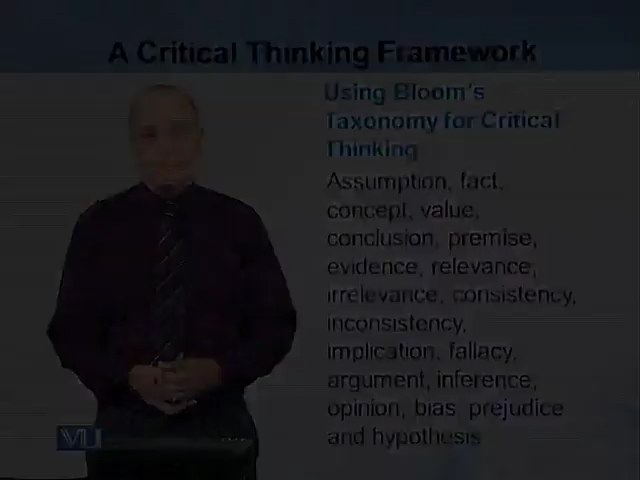 A Critical Thinking Framework
Using Bloom's
Taxonomy for Critical
Thinking
Assumption, fact,
concept, value,
conclusion, premise,
evidence, relevance,
irrelevance, consistency,
inconsistency,
implication, fallacy,
argument, inference,
opinion, bias, prejudice
and hypothesis
VU